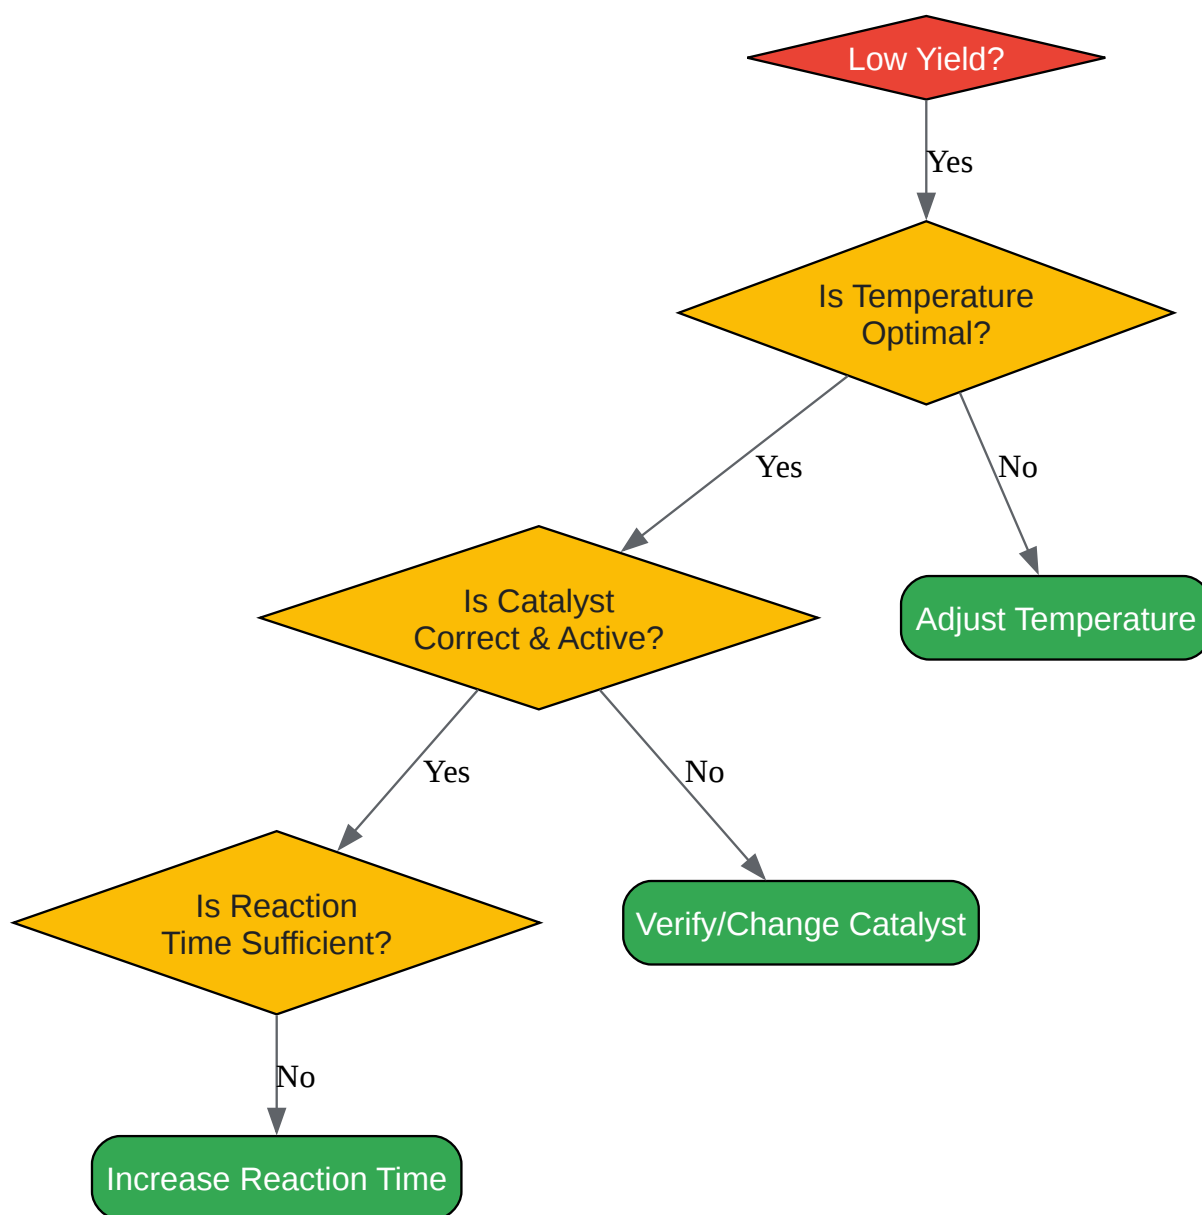 Low Yield?
Yes
Is Temperature
Optimal?
Yes
No
Is Catalyst
Correct & Active?
Adjust Temperature
Yes
No
Is Reaction
Time Sufficient?
Verify/Change Catalyst
No
Increase Reaction Time